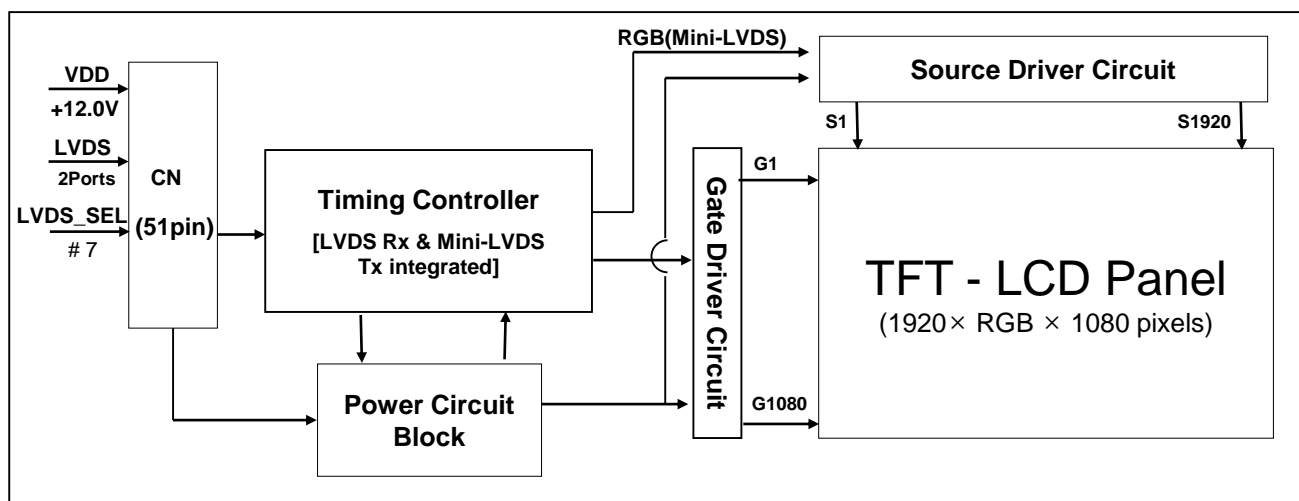 RGB(Mini-LVDS)
Source Driver Circuit
VDD
+12.0V
S1
S1920
LVDS
2Ports
CN
(51pin)
LVDS_SEL
# 7
Timing Controller
[LVDS Rx & Mini-LVDS
Tx integrated]
G1
Gate Driver Circuit
TFT - LCD Panel
(1920× RGB × 1080 pixels)
Power Circuit
Block
G1080